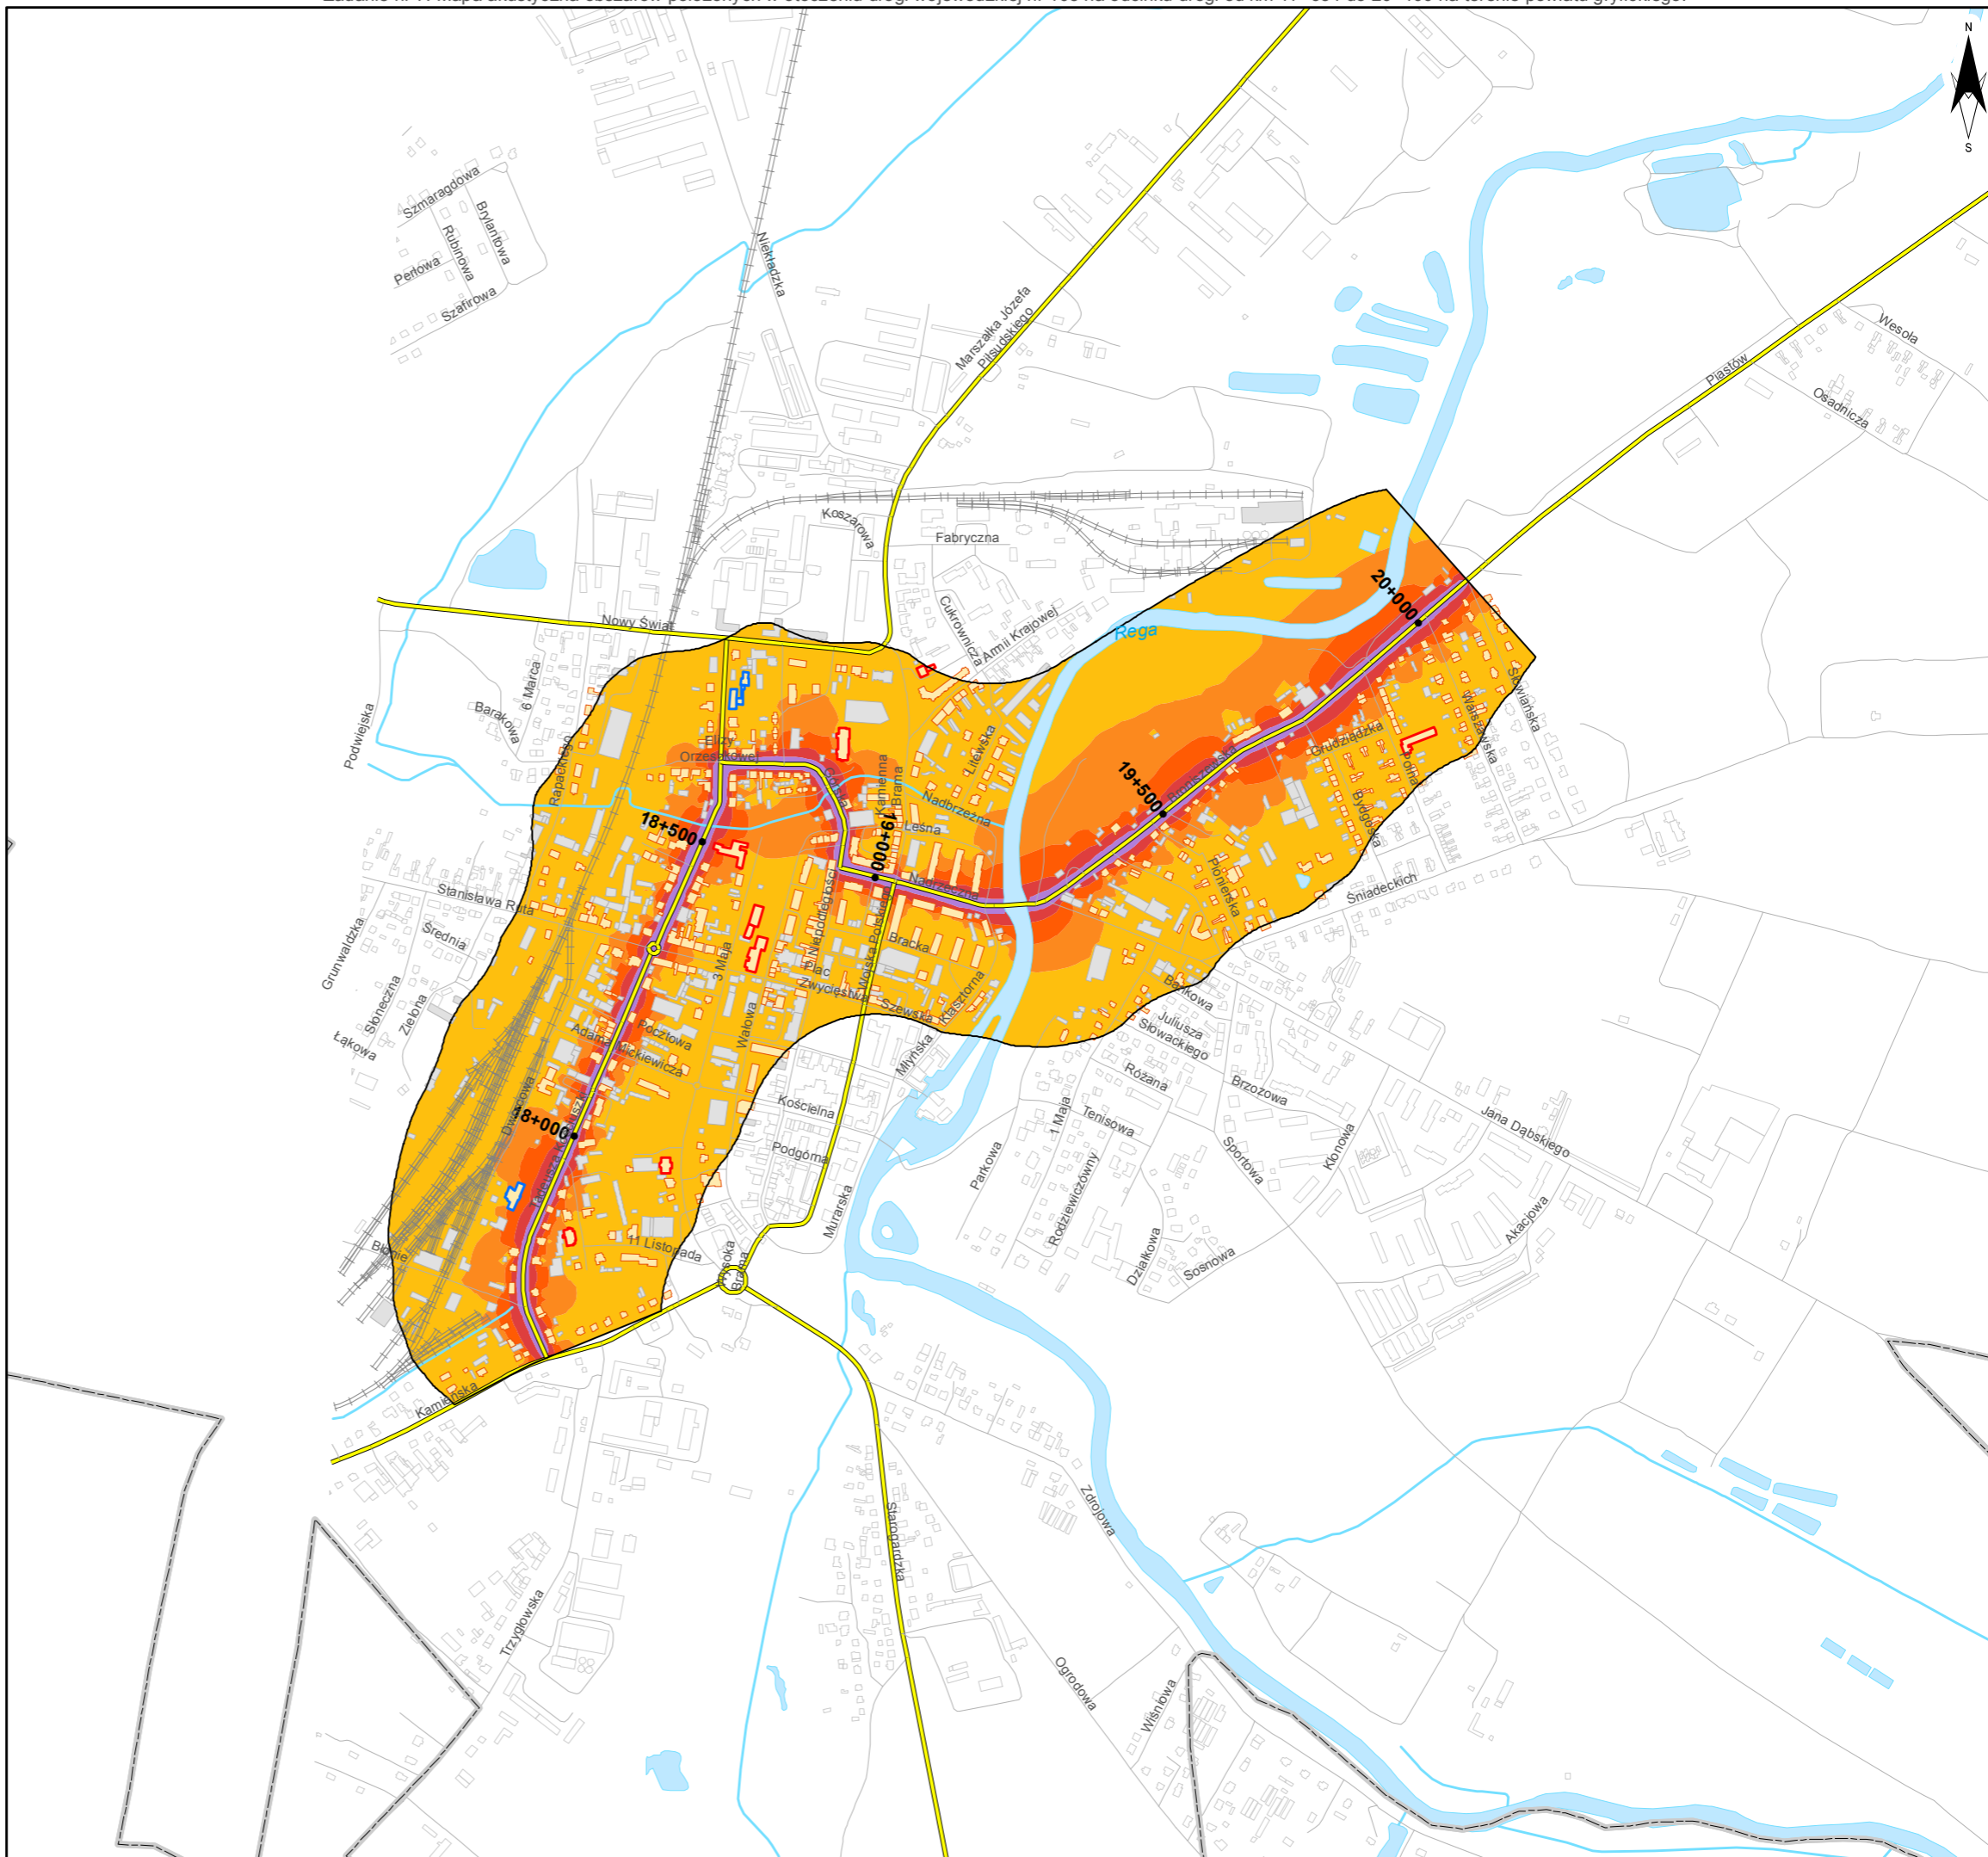 N
S
Szmaragdowa
Brylantowa
Rubinowa
Perłowa
Szafirowa
Niekładzka
Marszałka Józefa
Piłsudskiego
Wesoła
Piastów
Osadnicza
Koszarowa
Fabryczna
Cukrownicza
Armii Krajowej
Rega
20+000
Nowy Świat
6 Marca
Barakowa
Podwiejska
Rapackiego
Elizy
Orzeszkowej
Kamienna
Brama
Litewska
Nadbrzeżna
Leśna
18+500
19+000
19+500
Broniszewska
Grudziądzka
Polna
Warszawska
Słowiańska
Bydgoska
Pionierska
Śniadeckich
Nadrzeczna
Niepodległości
Wojska Polskiego
Bracka
Plac
Zwycięstwa
Szewska
Klasztorna
3 Maja
Stanisława Ruta
Średnia
Grunwaldzka
Słoneczna
Zielona
Łąkowa
Adama Mickiewicza
Pocztowa
Wałowa
Dworcowa
18+000
Młyńska
Kościelna
Podgórna
Murarska
Bankowa
Juliusza
Słowackiego
Różana
Brzozowa
1 Maja
Tenisowa
Parkowa
Rodziewiczówny
Sportowa
Klonowa
Jana Dąbskiego
Akacjowa
Działkowa
Sosnowa
Błonie
11 Listopada
Wysoka
Brama
Kamieńska
Starogardzka
Zdrojowa
Trzygłowska
Ogrodowa
Wiśniowa